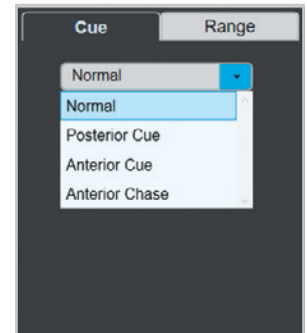 Cue Range
Normal
Normal
Posterior Cue
Anterior Cue
Anterior Chase